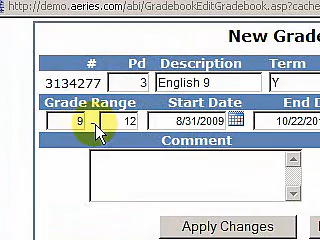 http://demo.aeries.com/abi/GradebookEditGradebook.asp?cache
New Grade
# Pd Description Term
3134277 3 English 9 Y
Grade Range Start Date End D
9 - 12 8/31/2009 10/22/201
Comment
Apply Changes